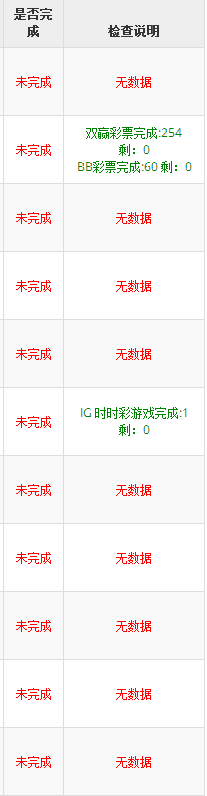 是否完
成
检查说明
未完成
无数据
未完成
双赢彩票完成:254
剩：0
BB彩票完成:60 剩：0
未完成
无数据
未完成
无数据
未完成
无数据
未完成
IG 时时彩游戏完成:1
剩：0
未完成
无数据
未完成
无数据
未完成
无数据
未完成
无数据
未完成
无数据